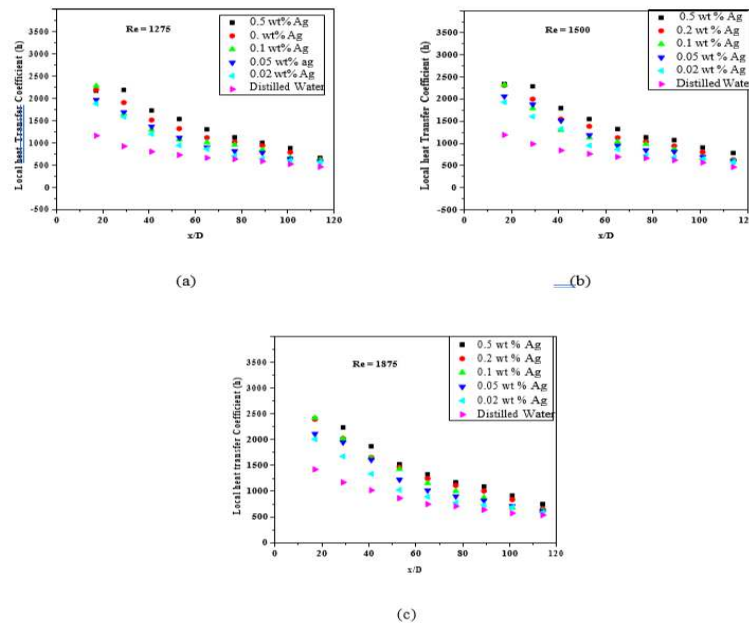 Re = 1275
0.5 wt% Ag
0. wt% Ag
0.1 wt% Ag
0.05 wt% ag
0.02 wt% Ag
Distilled Water
Local heat Transfer Coefficient (h)
3500
3000
2500
2000
1500
1000
500
0
-500
0 20 40 60 80 100 120
x/D
(a)
Re = 1500
0.5 wt % Ag
0.2 wt % Ag
0.1 wt % Ag
0.05 wt % Ag
0.02 wt % Ag
Distilled Water
Local heat Transfer Coefficient (h)
3500
3000
2500
2000
1500
1000
500
0
-500
0 20 40 60 80 100 120
x/D
(b)
Re = 1875
0.5 wt % Ag
0.2 wt % Ag
0.1 wt % Ag
0.05 wt % Ag
0.02 wt % Ag
Distilled Water
Local heat transfer Coefficient (h)
3500
3000
2500
2000
1500
1000
500
0
0 20 40 60 80 100 120
x/D
(c)